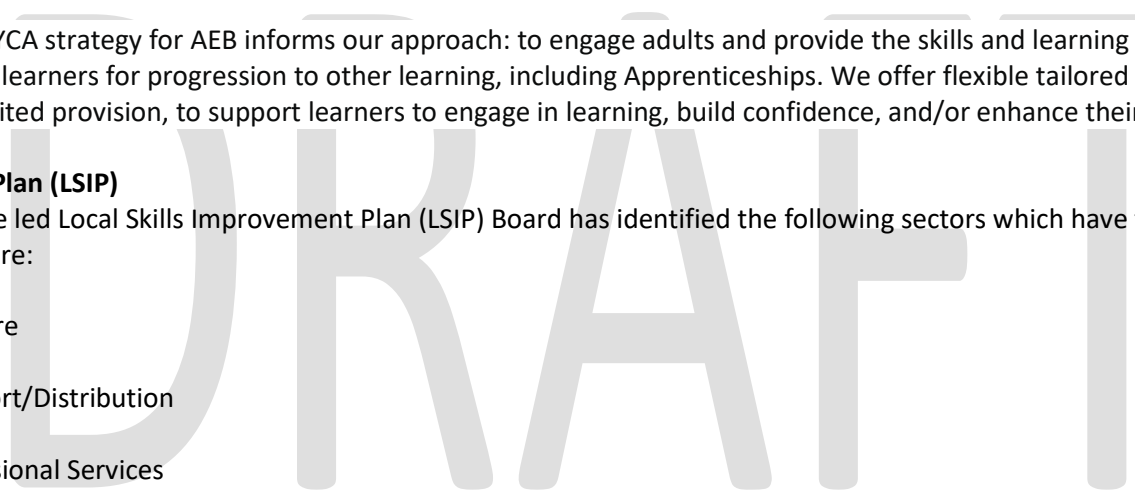 YCA strategy for AEB informs our approach: to engage adults and provide the skills and learning
learners for progression to other learning, including Apprenticeships. We offer flexible tailored
ited provision, to support learners to engage in learning, build confidence, and/or enhance their
Plan (LSIP)
e led Local Skills Improvement Plan (LSIP) Board has identified the following sectors which have
re:
re
rt/Distribution
sional Services
DRAFT